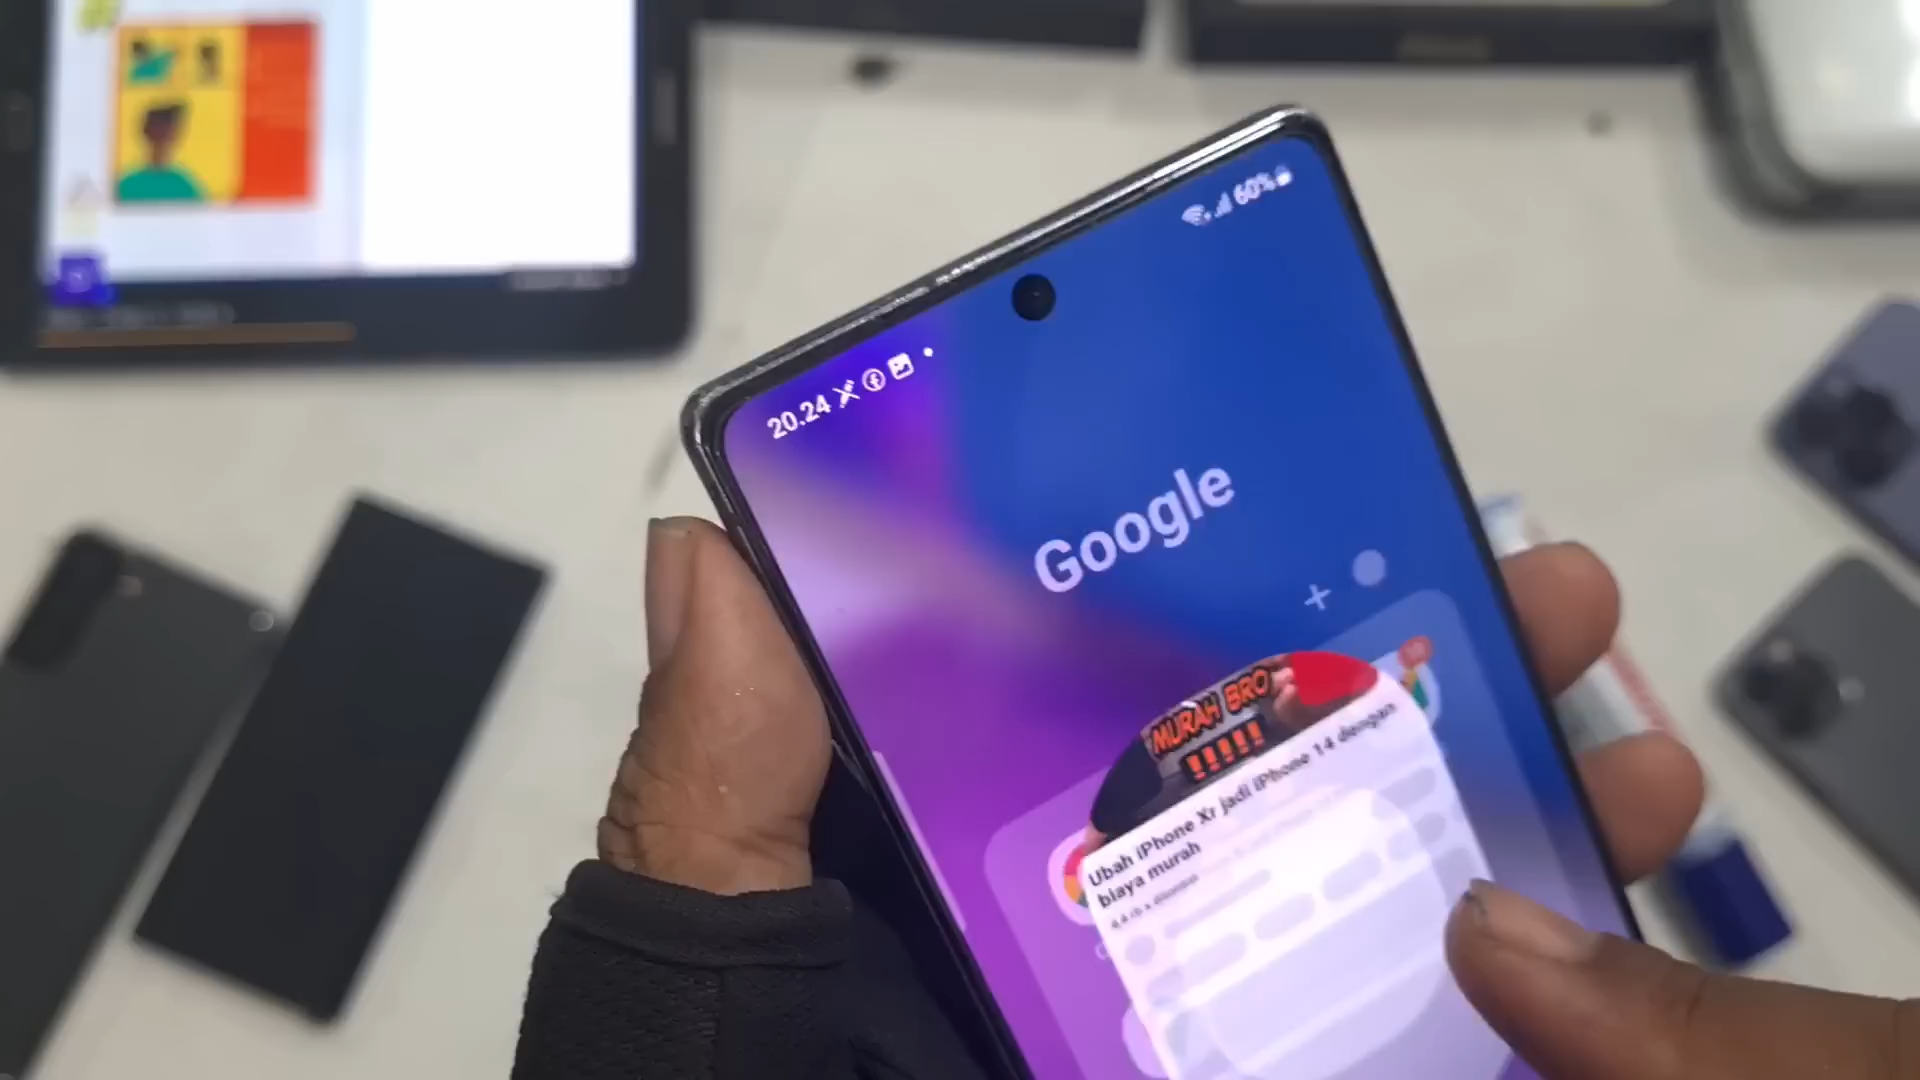 60%
20.24
Google
MURAH BRO
!!!!!
Ubah iPhone Xr jadi iPhone 14 dengan
biaya murah